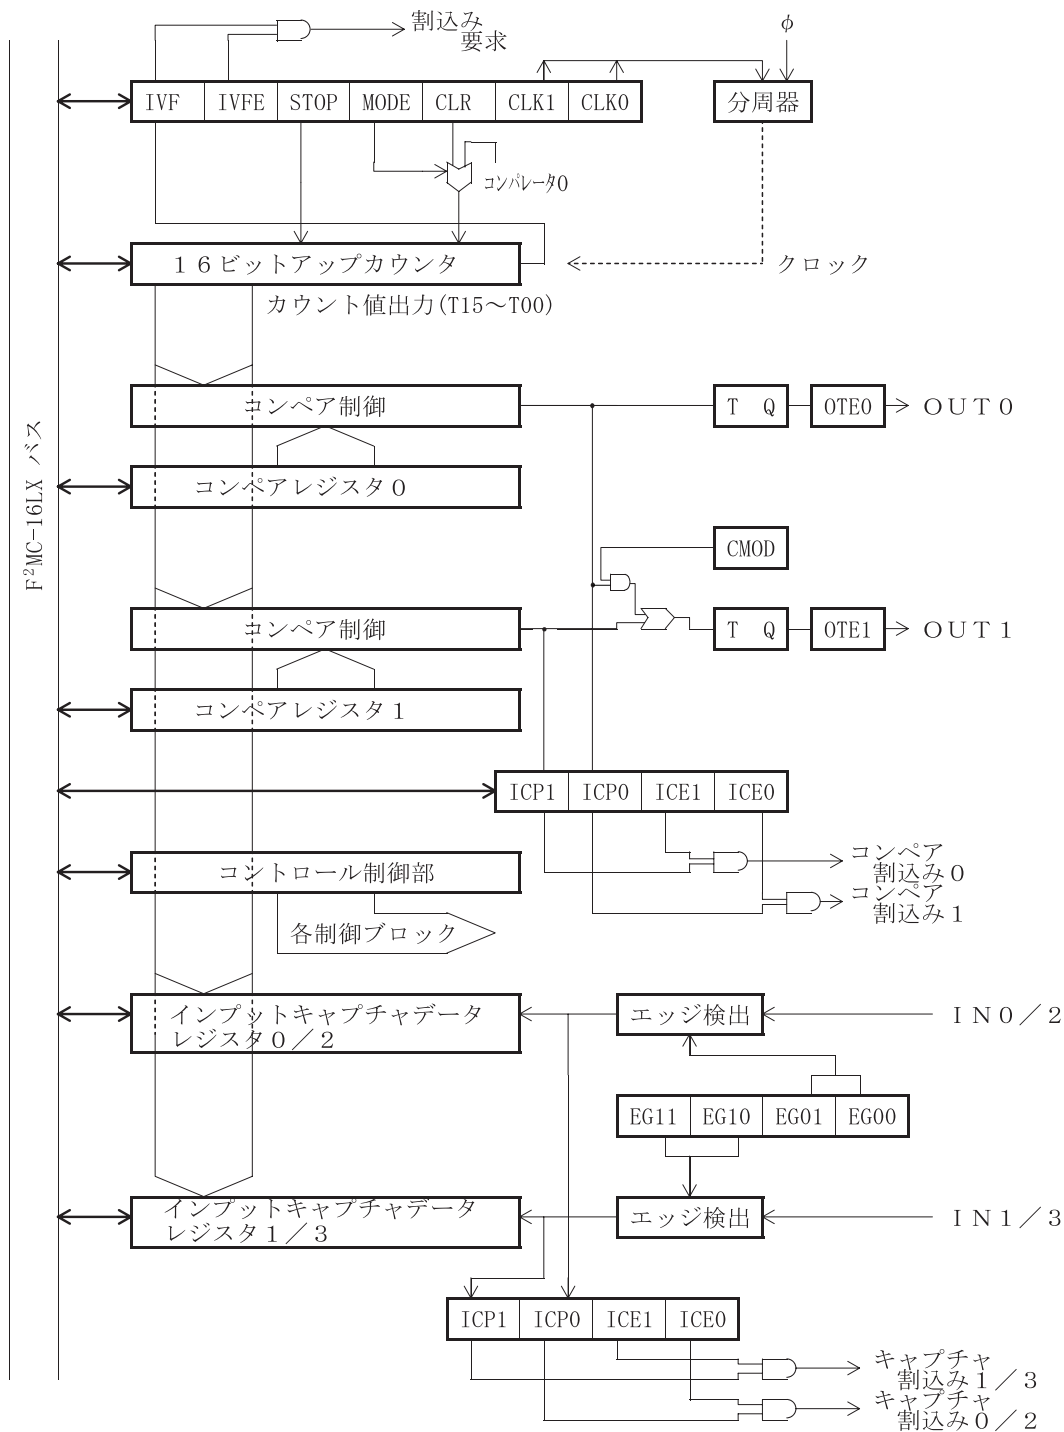 割込み
要求
φ
IVF IVFE STOP MODE CLR CLK1 CLK0
分周器
コンパレータ0
１６ビットアップカウンタ
クロック
カウント値出力(T15～T00)
コンペア制御
T Q
OTE0
ＯＵＴ０
コンペアレジスタ０
F²MC-16LX バス
CMOD
コンペア制御
T Q
OTE1
ＯＵＴ１
コンペアレジスタ１
ICP1 ICP0 ICE1 ICE0
コントロール制御部
コンペア
割込み０
コンペア
割込み１
各制御ブロック
インプットキャプチャデータ
レジスタ０／２
エッジ検出
ＩＮ０／２
EG11 EG10 EG01 EG00
インプットキャプチャデータ
レジスタ１／３
エッジ検出
ＩＮ１／３
ICP1 ICP0 ICE1 ICE0
キャプチャ
割込み１／３
キャプチャ
割込み０／２